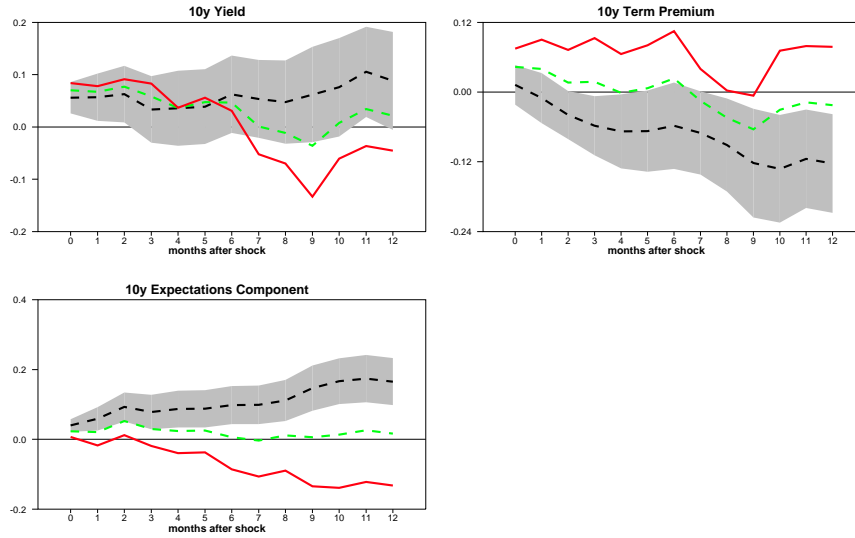 10y Yield
0.2
0.1
0.0
-0.1
-0.2
0 1 2 3 4 5 6 7 8 9 10 11 12
months after shock
10y Term Premium
0.12
0.00
-0.12
-0.24
0 1 2 3 4 5 6 7 8 9 10 11 12
months after shock
10y Expectations Component
0.4
0.2
0.0
-0.2
0 1 2 3 4 5 6 7 8 9 10 11 12
months after shock